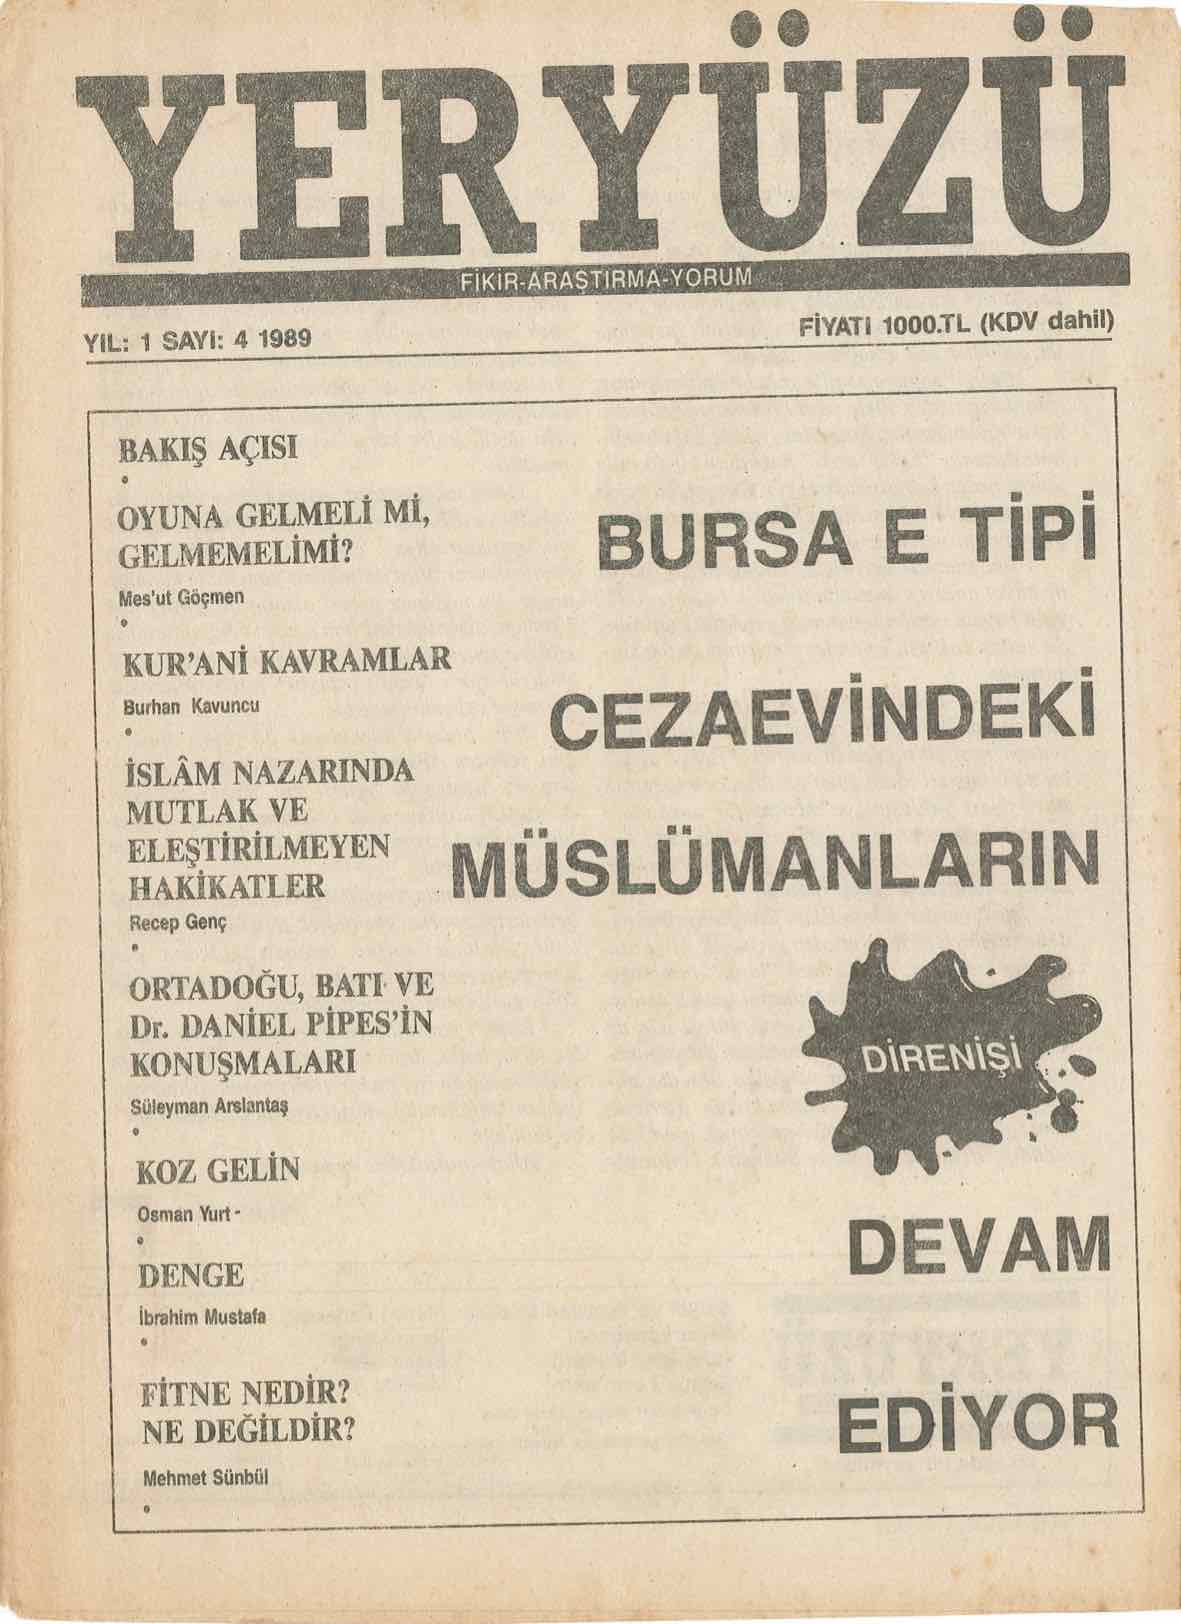 YERYÜZÜ
FİKİR-ARAŞTIRMA-YORUM
YIL: 1 SAYI: 4 1989
FİYATI 1000.TL (KDV dahil)
BAKIŞ AÇISI
OYUNA GELMELİ Mİ,
GELMEMELİMİ?
Mes'ut Göçmen
KUR'ANİ KAVRAMLAR
Burhan Kavuncu
İSLÂM NAZARINDA
MUTLAK VE
ELEŞTİRİLMEYEN
HAKİKATLER
Recep Genç
ORTADOĞU, BATI VE
Dr. DANİEL PİPES'İN
KONUŞMALARI
Süleyman Arslantaş
KOZ GELİN
Osman Yurt
DENGE
İbrahim Mustafa
FİTNE NEDİR?
NE DEĞİLDİR?
Mehmet Sünbül
BURSA E TİPİ
CEZAEVİNDEKİ
MÜSLÜMANLARIN
DİRENİŞİ
DEVAM
EDİYOR